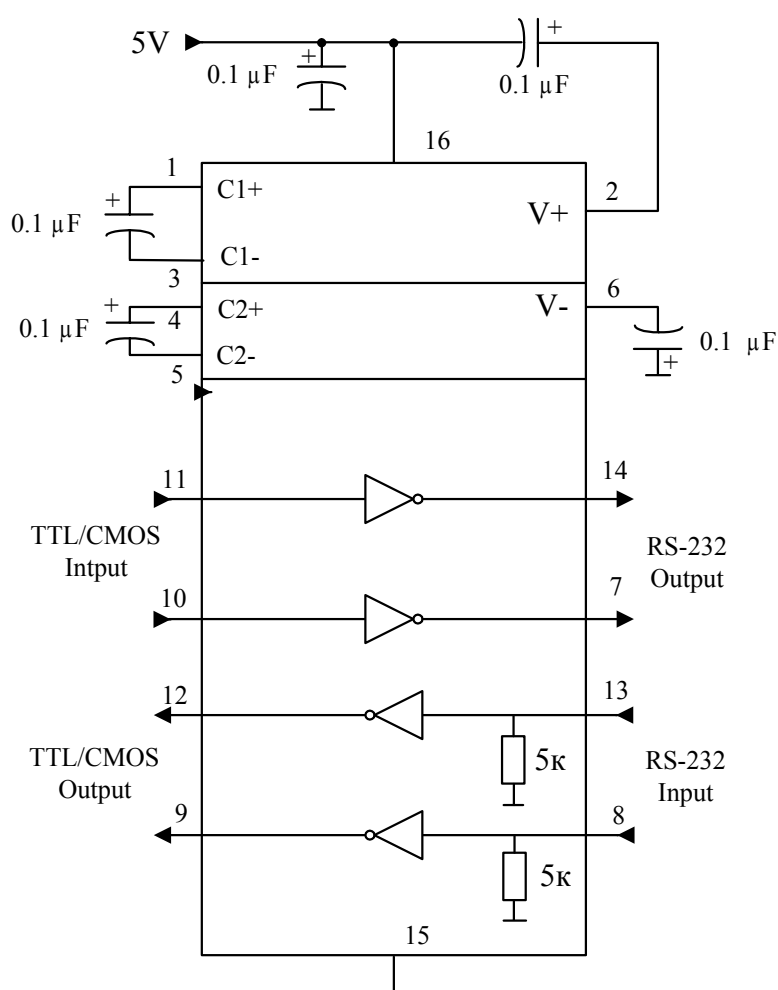 5V
+
0.1 µF
+
0.1 µF
16
1
+
C1+
0.1 µF
C1-
3
2
V+
+
4
C2+
0.1 µF
C2-
5
6
V-
0.1 µF
+
11
14
TTL/CMOS
Intput
RS-232
Output
10
7
12
13
TTL/CMOS
Output
5к
RS-232
Input
9
8
5к
15